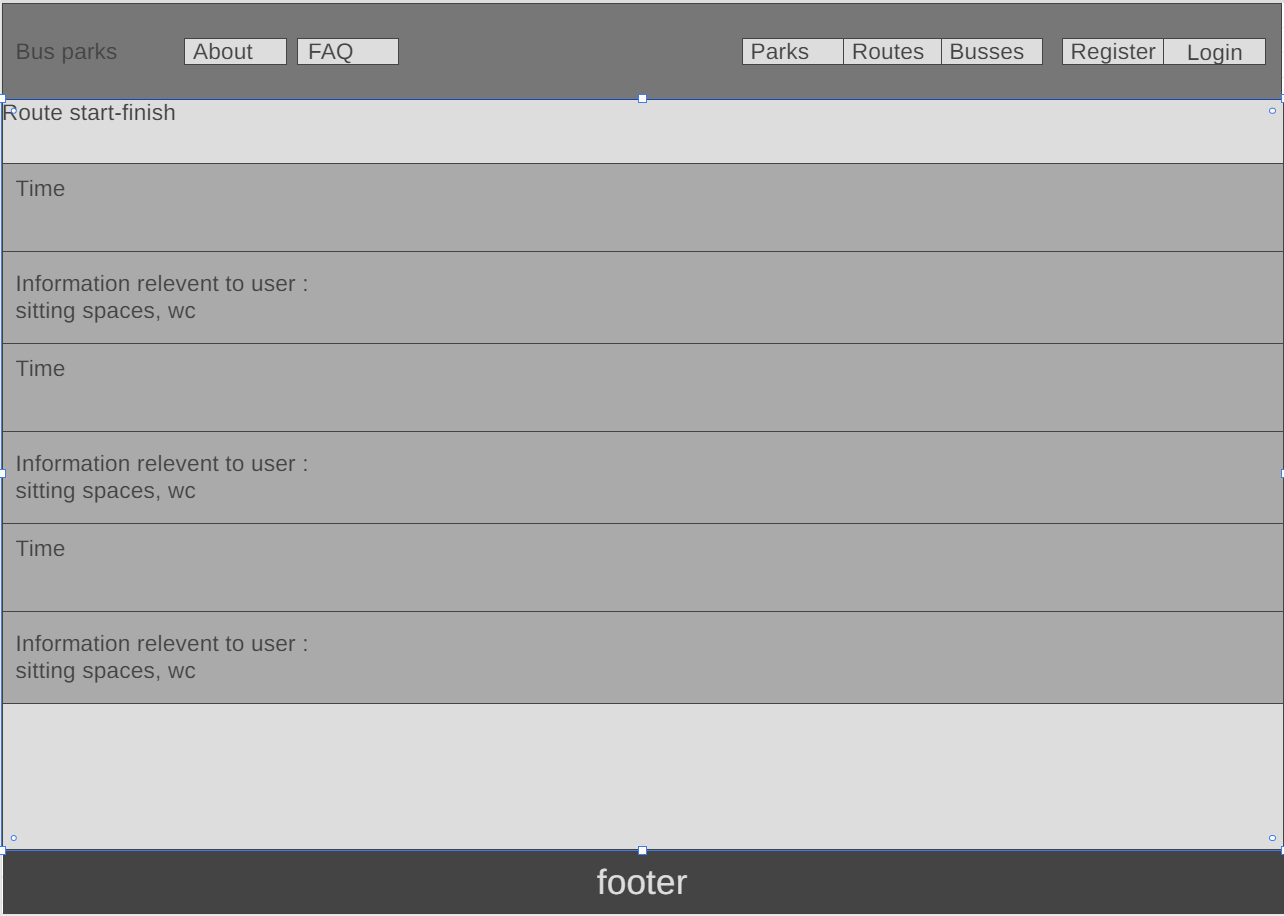 Bus parks About FAQ Parks Routes Busses Register Login
Route start-finish
Time
Information relevent to user :
sitting spaces, wc
Time
Information relevent to user :
sitting spaces, wc
Time
Information relevent to user :
sitting spaces, wc
footer